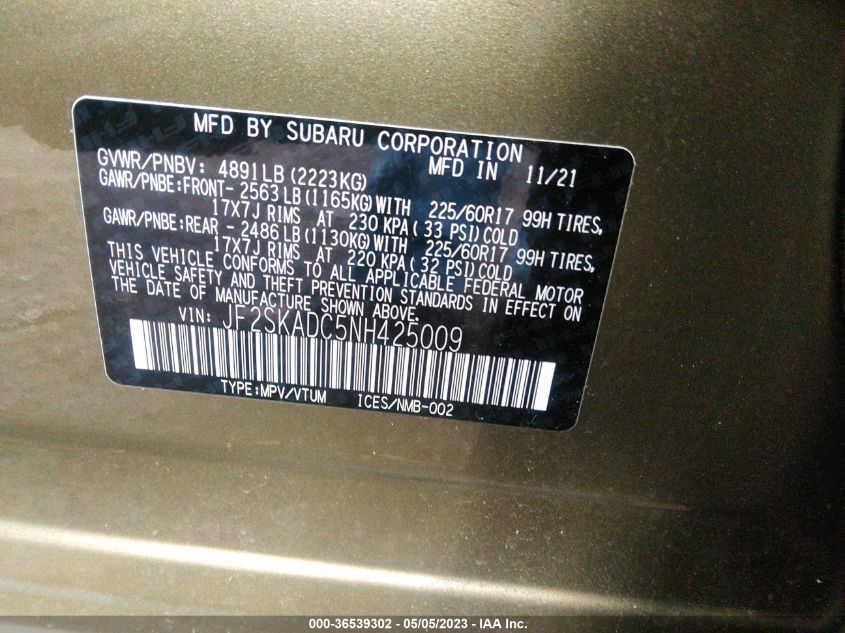 MFD BY SUBARU CORPORATION
GVWR/PNBV: 4891LB(2223KG) MFD IN 11/21
GAWR/PNBE:FRONT- 2563LB(1165KG)WITH 225/60R17 99H TIRES,
17X7J RIMS AT 230 KPA( 33 PSI)COLD
GAWR/PNBE:REAR - 2486LB(1130KG)WITH 225/60R17 99H TIRES,
17X7J RIMS AT 220 KPA( 32 PSI)COLD
THIS VEHICLE CONFORMS TO ALL APPLICABLE FEDERAL MOTOR
VEHICLE SAFETY AND THEFT PREVENTION STANDARDS IN EFFECT ON
THE DATE OF MANUFACTURE SHOWN ABOVE.
VIN: JF2SKADC5NH425009
TYPE:MPV/VTUM ICES/NMB-002
000-36539302 - 05/05/2023 - IAA Inc.